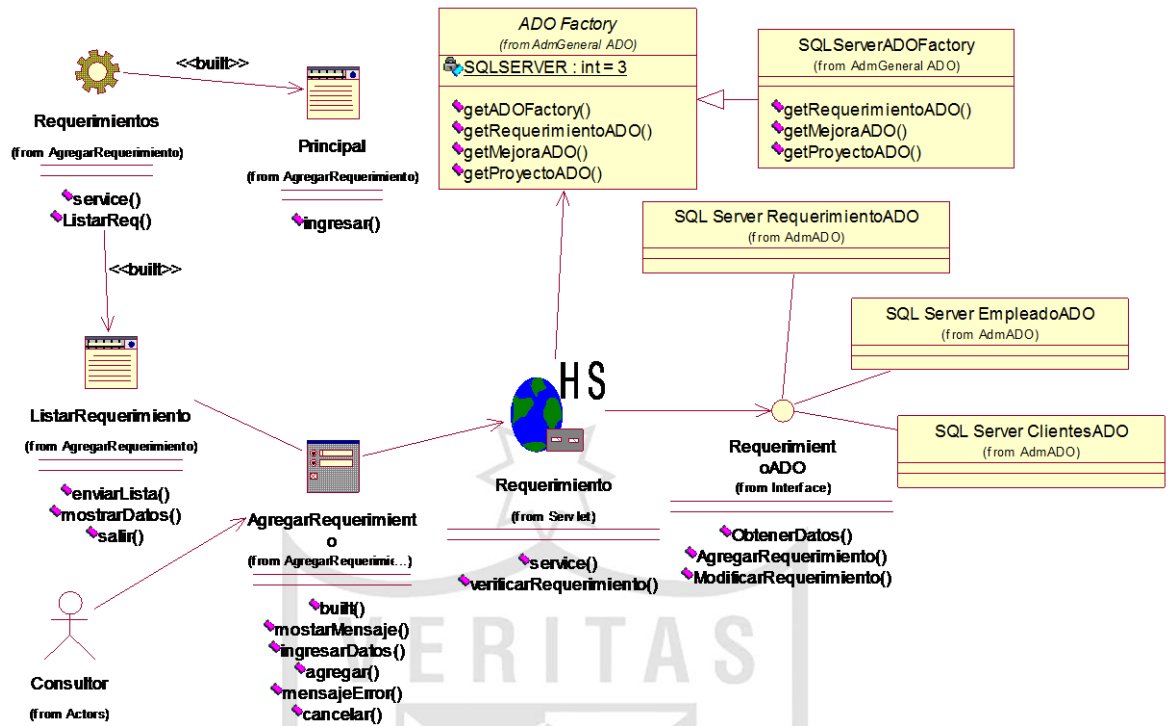 <<built>>
Requerimientos
(from AgregarRequerimiento)
service()
ListarReq()
Principal
(from AgregarRequerimiento)
ingresar()
ADO Factory
(from AdmGeneral ADO)
SQLSERVER : int = 3
getADOFactory()
getRequerimientoADO()
getMejoraADO()
getProyectoADO()
SQLServerADOFactory
(from AdmGeneral ADO)
getRequerimientoADO()
getMejoraADO()
getProyectoADO()
SQL Server RequerimientoADO
(from AdmADO)
<<built>>
SQL Server EmpleadoADO
(from AdmADO)
SQL Server ClientesADO
(from AdmADO)
ListarRequerimiento
(from AgregarRequerimiento)
enviarLista()
mostrarDatos()
salir()
AgregarRequerimient
o
(from AgregarRequerimie...)
built()
mostarMensaje()
ingresarDatos()
agregar()
mensajeError()
cancelar()
HS
Requerimiento
(from Servlet)
service()
verificarRequerimiento()
Requerimient
oADO
(from Interface)
ObtenerDatos()
AgregarRequerimiento()
ModificarRequerimiento()
Consultor
(from Actors)
VERITAS